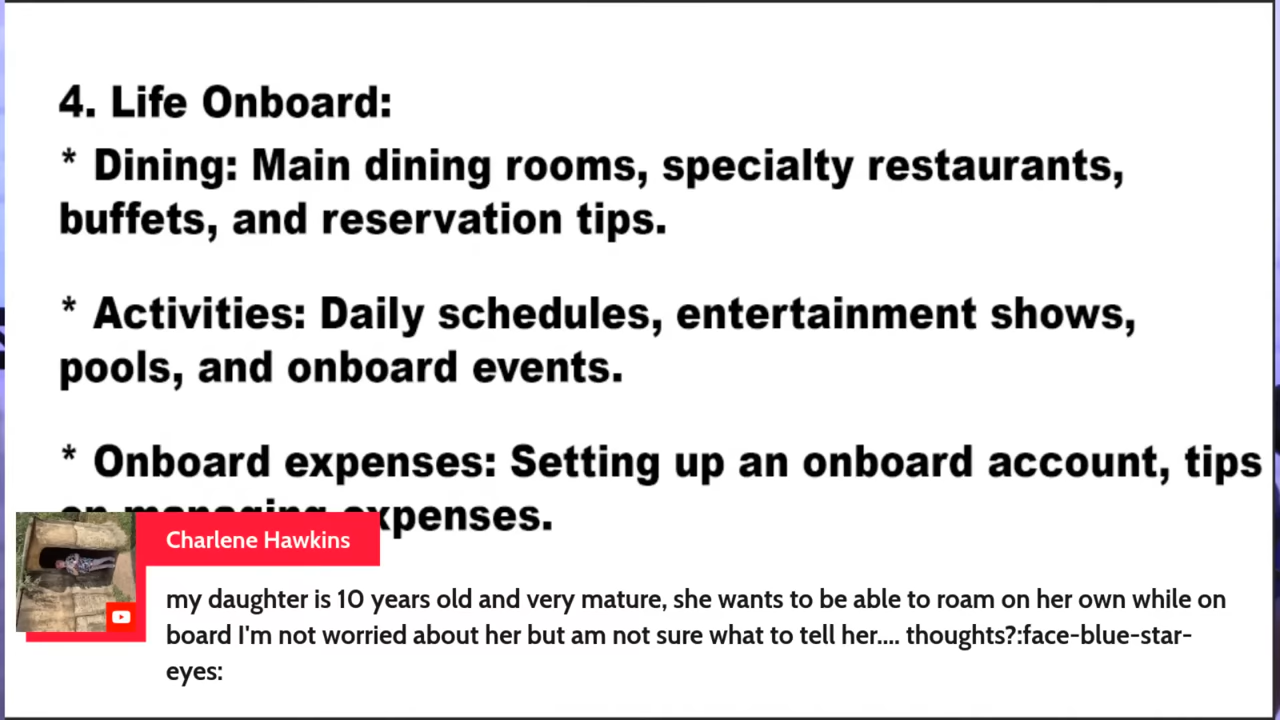 4. Life Onboard:
* Dining: Main dining rooms, specialty restaurants,
buffets, and reservation tips.
* Activities: Daily schedules, entertainment shows,
pools, and onboard events.
* Onboard expenses: Setting up an onboard account, tips
on managing expenses.
Charlene Hawkins
my daughter is 10 years old and very mature, she wants to be able to roam on her own while on
board I'm not worried about her but am not sure what to tell her.... thoughts?:face-blue-star-
eyes: